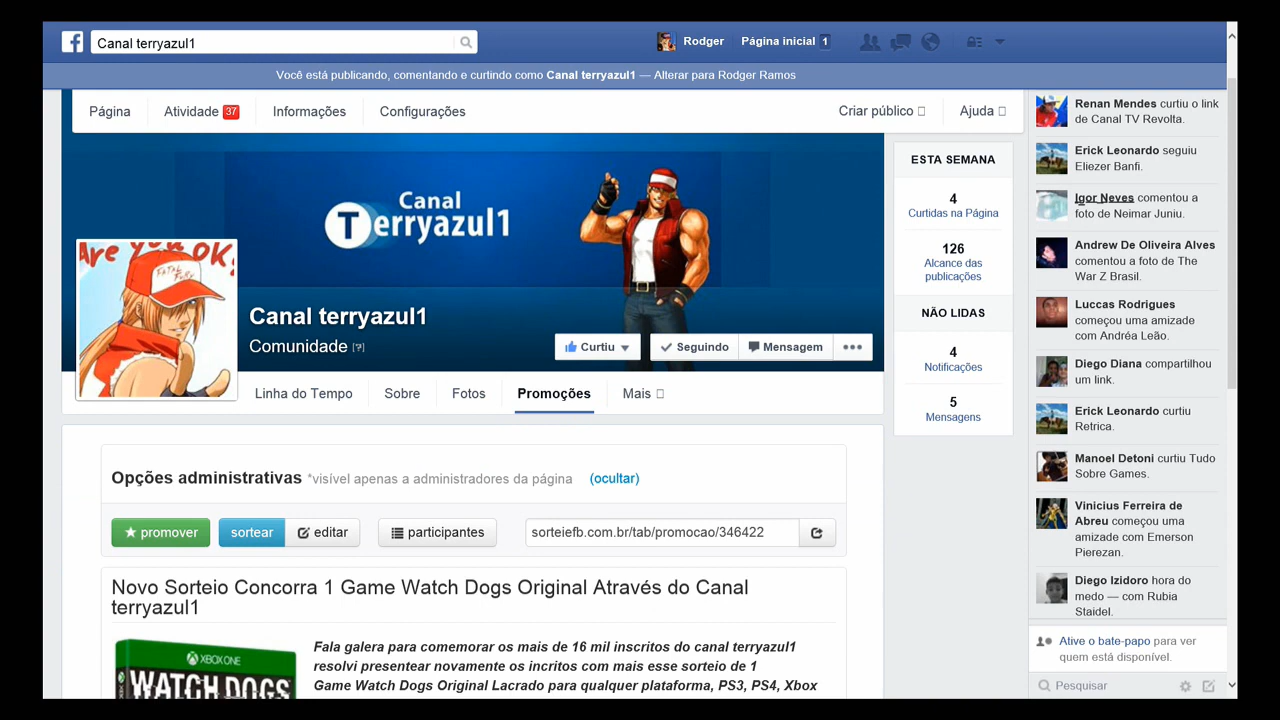 Canal terryazul1
Rodger
Página inicial 1
Você está publicando, comentando e curtindo como Canal terryazul1 — Alterar para Rodger Ramos
Página
Atividade 37
Informações
Configurações
Criar público
Ajuda
Canal
Terryazul1
Are You OK?
FATAL FURY
Canal terryazul1
Comunidade [?]
Curtiu
Seguindo
Mensagem
Linha do Tempo
Sobre
Fotos
Promoções
Mais
ESTA SEMANA
4
Curtidas na Página
126
Alcance das
publicações
NÃO LIDAS
4
Notificações
5
Mensagens
Opções administrativas *visível apenas a administradores da página (ocultar)
promover
sortear
editar
participantes
sorteiefb.com.br/tab/promocao/346422
Novo Sorteio Concorra 1 Game Watch Dogs Original Através do Canal
terryazul1
XBOX ONE
WATCH DOGS
Fala galera para comemorar os mais de 16 mil inscritos do canal terryazul1
resolvi presentear novamente os incritos com mais esse sorteio de 1
Game Watch Dogs Original Lacrado para qualquer plataforma, PS3, PS4, Xbox
Renan Mendes curtiu o link
de Canal TV Revolta.
Erick Leonardo seguiu
Eliezer Banfi.
Igor Neves comentou a
foto de Neimar Juniu.
Andrew De Oliveira Alves
comentou a foto de The
War Z Brasil.
Luccas Rodrigues
começou uma amizade
com Andréa Leão.
Diego Diana compartilhou
um link.
Erick Leonardo curtiu
Retrica.
Manoel Detoni curtiu Tudo
Sobre Games.
Vinicius Ferreira de
Abreu começou uma
amizade com Emerson
Pierezan.
Diego Izidoro hora do
medo — com Rubia
Staidel.
Ative o bate-papo para ver
quem está disponível.
Pesquisar